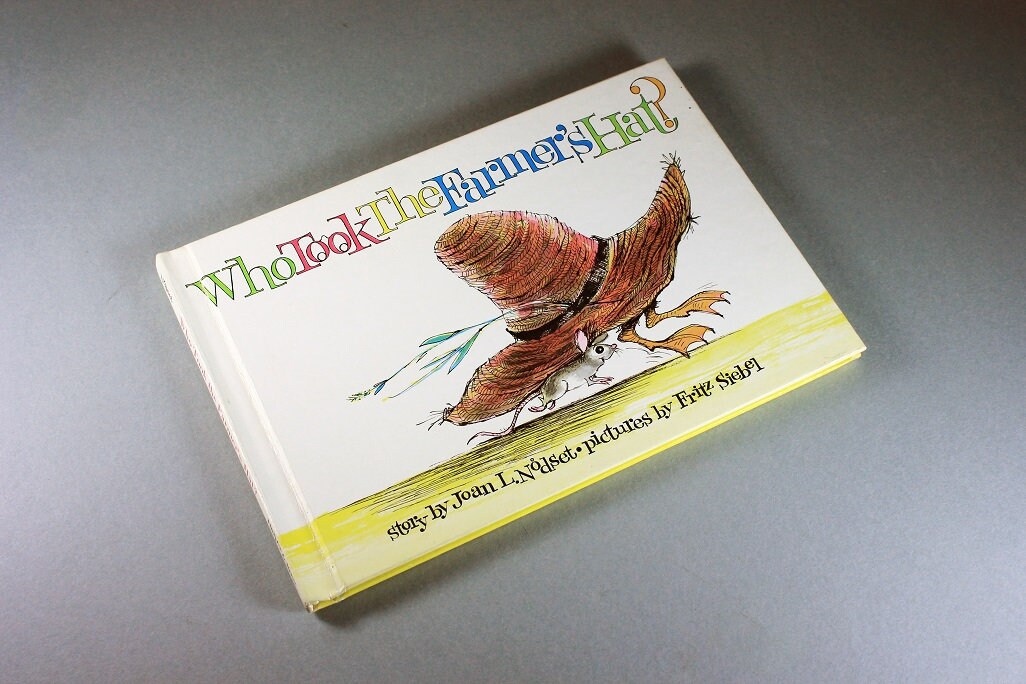 Who Took The Farmer's Hat?
story by Joan L. Nodset • pictures by Fritz Siebel